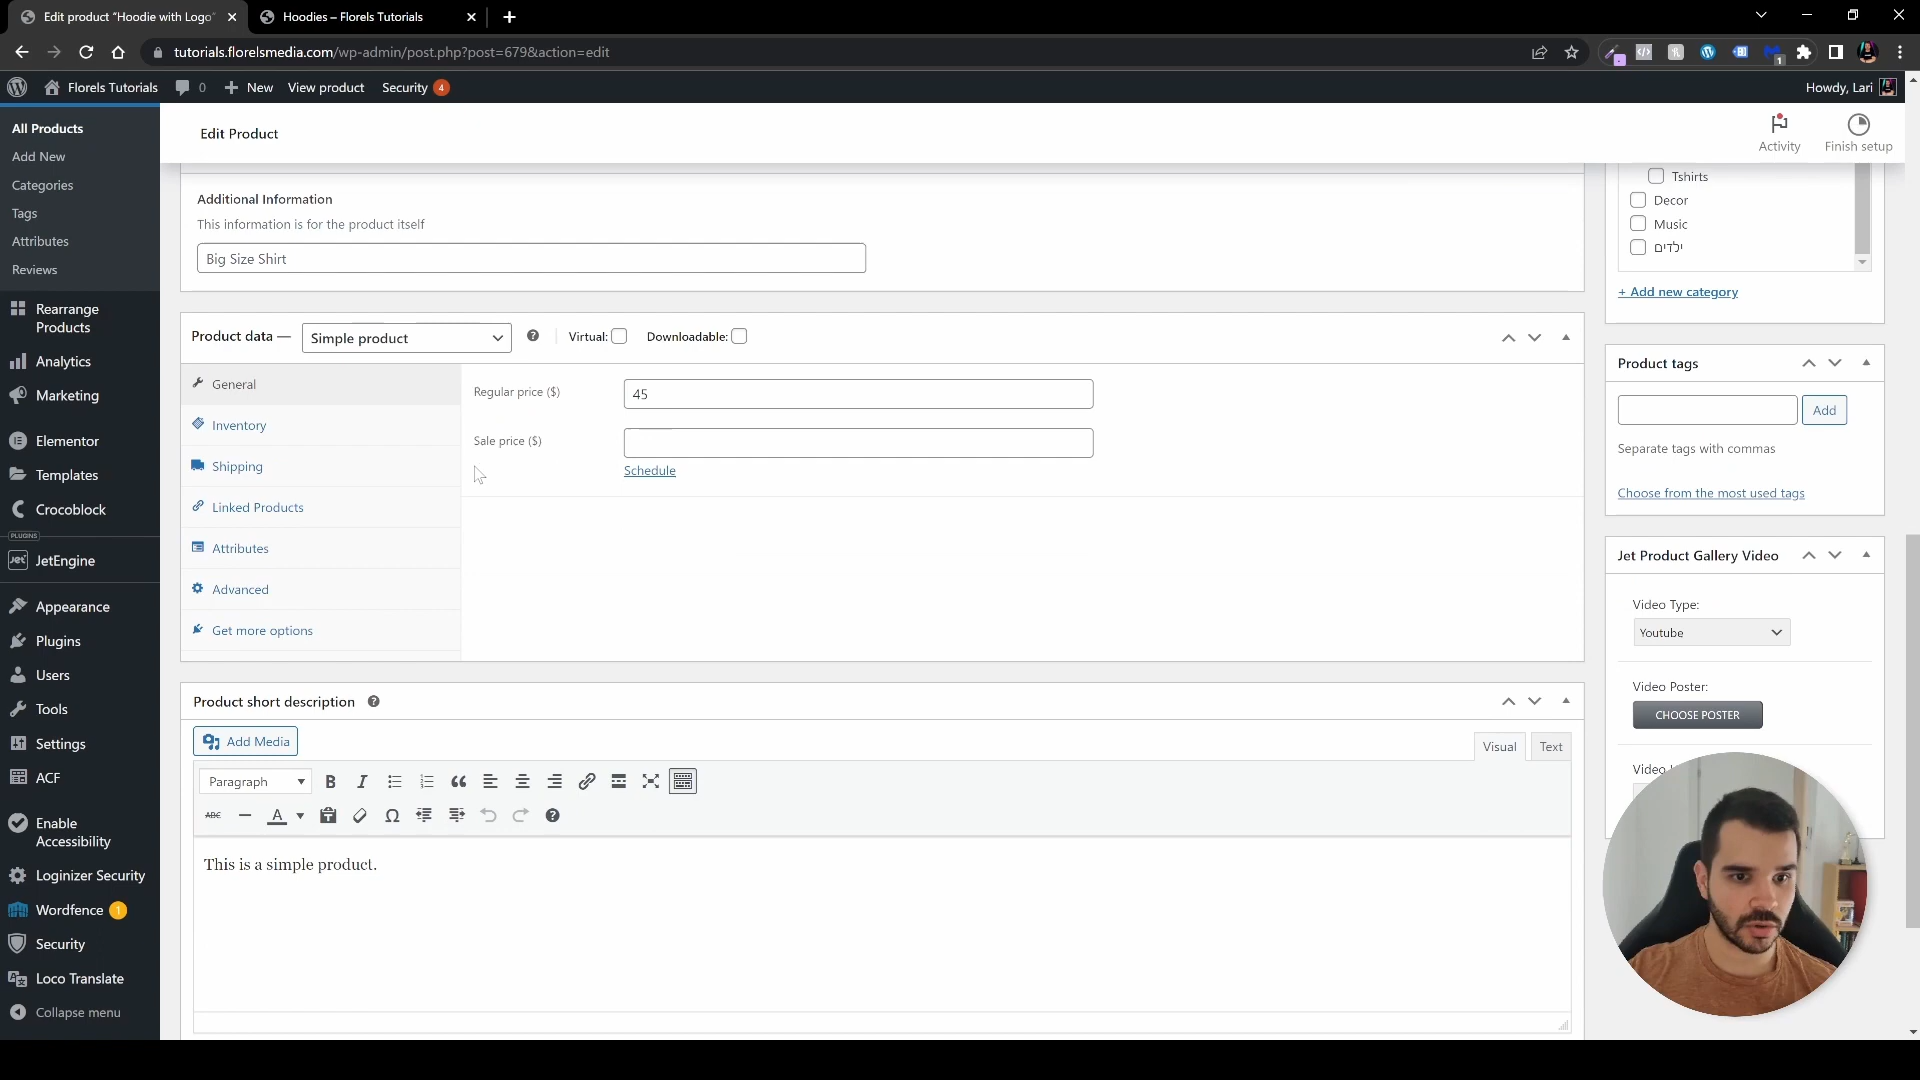 Edit product "Hoodie with Logo"
Hoodies – Florels Tutorials
tutorials.florelsmedia.com/wp-admin/post.php?post=679&action=edit
1
Florels Tutorials
0
New
View product
Security 4
Howdy, Lari
All Products
Add New
Categories
Tags
Attributes
Reviews
Rearrange
Products
Analytics
Marketing
Elementor
Templates
Crocoblock
PLUGINS
Jet
JetEngine
Appearance
Plugins
Users
Tools
Settings
ACF
Enable
Accessibility
Loginizer Security
Wordfence 1
Security
Loco Translate
Collapse menu
Edit Product
Activity
Finish setup
Additional Information
This information is for the product itself
Big Size Shirt
Product data —
Simple product
Virtual:
Downloadable:
General
Inventory
Shipping
Linked Products
Attributes
Advanced
Get more options
Regular price ($)
45
Sale price ($)
Schedule
Product short description
Add Media
Visual
Text
Paragraph
B
I
ABC
A
Ω
This is a simple product.
Tshirts
Decor
Music
ילדים
+ Add new category
Product tags
Add
Separate tags with commas
Choose from the most used tags
Jet Product Gallery Video
Video Type:
Youtube
Video Poster:
CHOOSE POSTER
Video